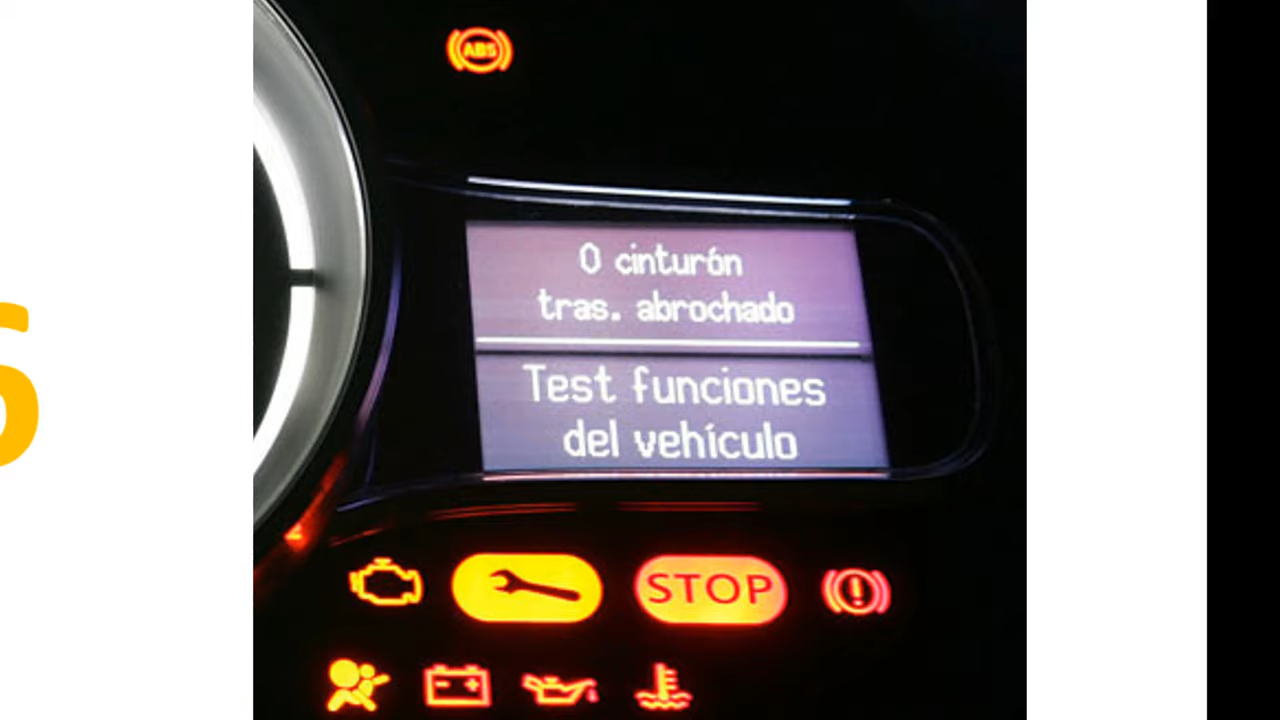 ABS
0 cinturón
tras. abrochado
Test funciones
del vehículo
STOP